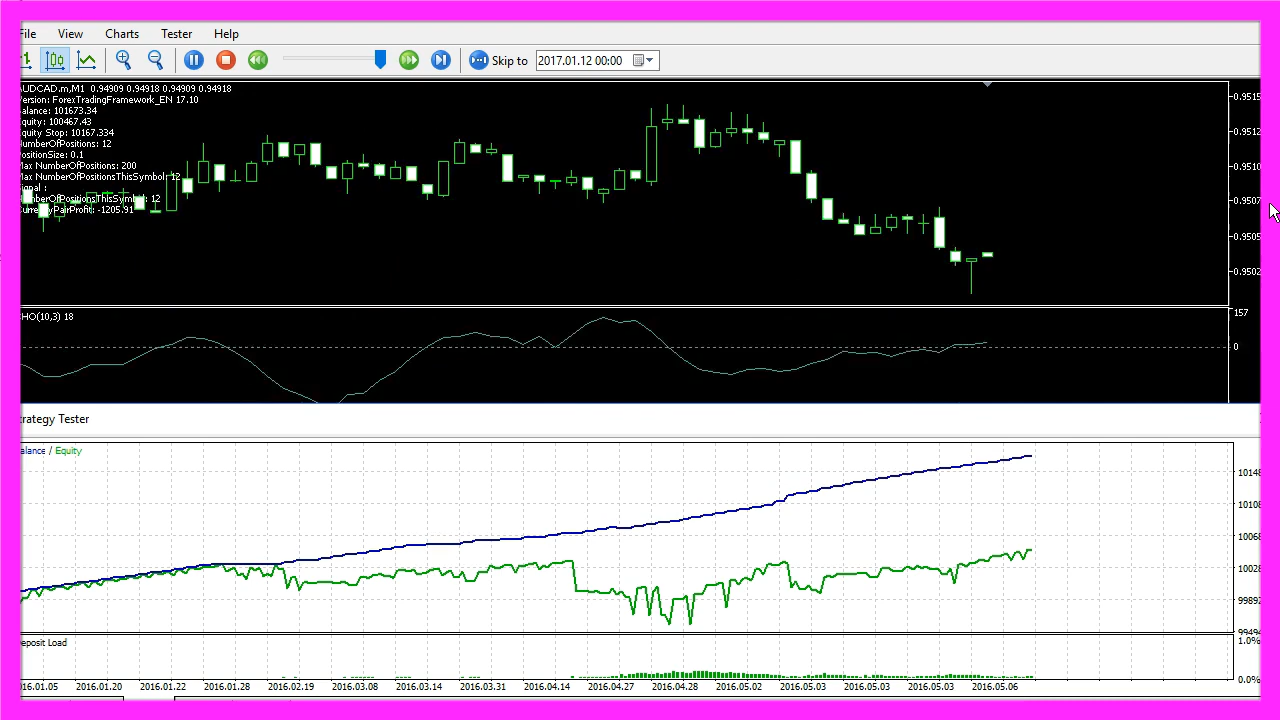 File View Charts Tester Help
Skip to 2017.01.12 00:00
AUDCAD.m,M1 0.94909 0.94918 0.94909 0.94918
Version: ForexTradingFramework_EN 17.10
Balance: 101673.34
Equity: 100467.43
Equity Stop: 10167.334
NumberOfPositions: 12
PositionSize: 0.1
Max NumberOfPositions: 200
Max NumberOfPositionsThisSymbol: 12
Signal :
NumberOfPositionsThisSymbol: 12
CurrencyPairProfit: -1205.91
0.9515
0.9512
0.9510
0.9507
0.9505
0.9502
CHO(10,3) 18
157
0
Strategy Tester
Balance / Equity
10148
10108
10068
10028
99892
99494
Deposit Load
1.0%
0.0%
2016.01.05 2016.01.20 2016.01.22 2016.01.28 2016.02.19 2016.03.08 2016.03.14 2016.03.31 2016.04.14 2016.04.27 2016.04.28 2016.05.02 2016.05.03 2016.05.03 2016.05.03 2016.05.06